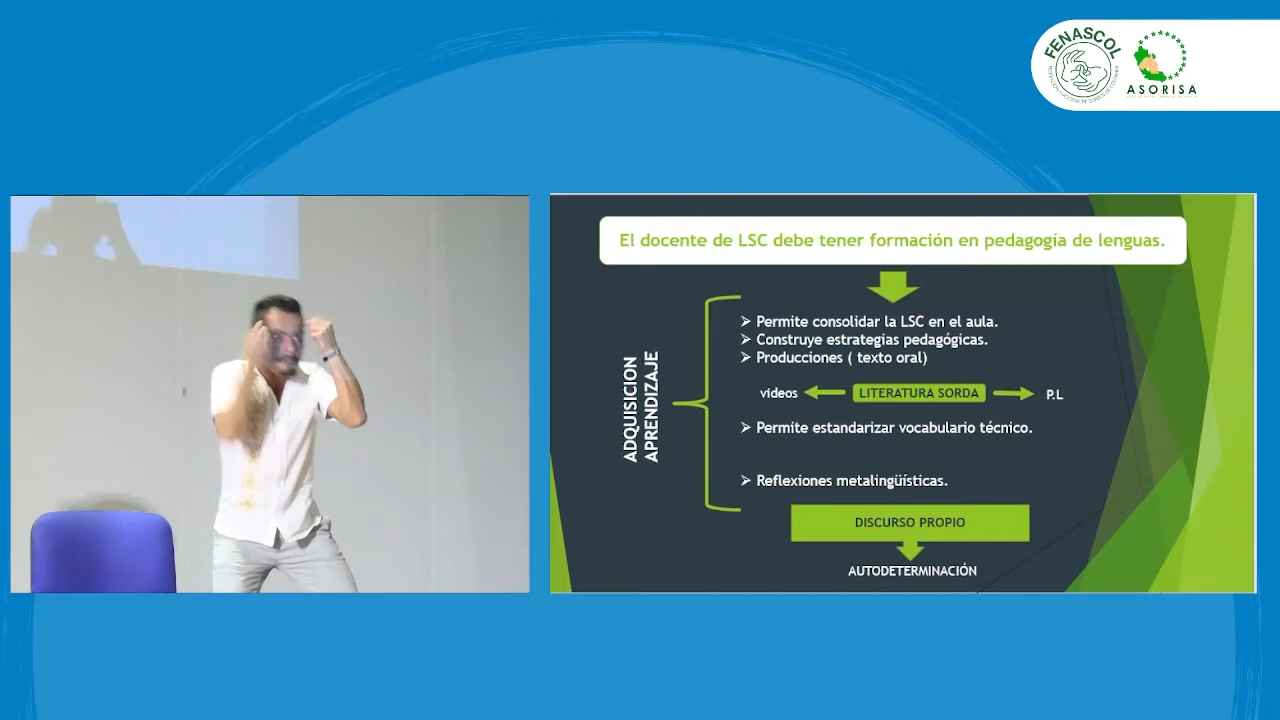 FENASCOL
ASORISA
El docente de LSC debe tener formación en pedagogía de lenguas.
ADQUISICION
APRENDIZAJE
➢ Permite consolidar la LSC en el aula.
➢ Construye estrategias pedagógicas.
➢ Producciones ( texto oral)
videos LITERATURA SORDA P.L
➢ Permite estandarizar vocabulario técnico.
➢ Reflexiones metalingüísticas.
DISCURSO PROPIO
AUTODETERMINACIÓN